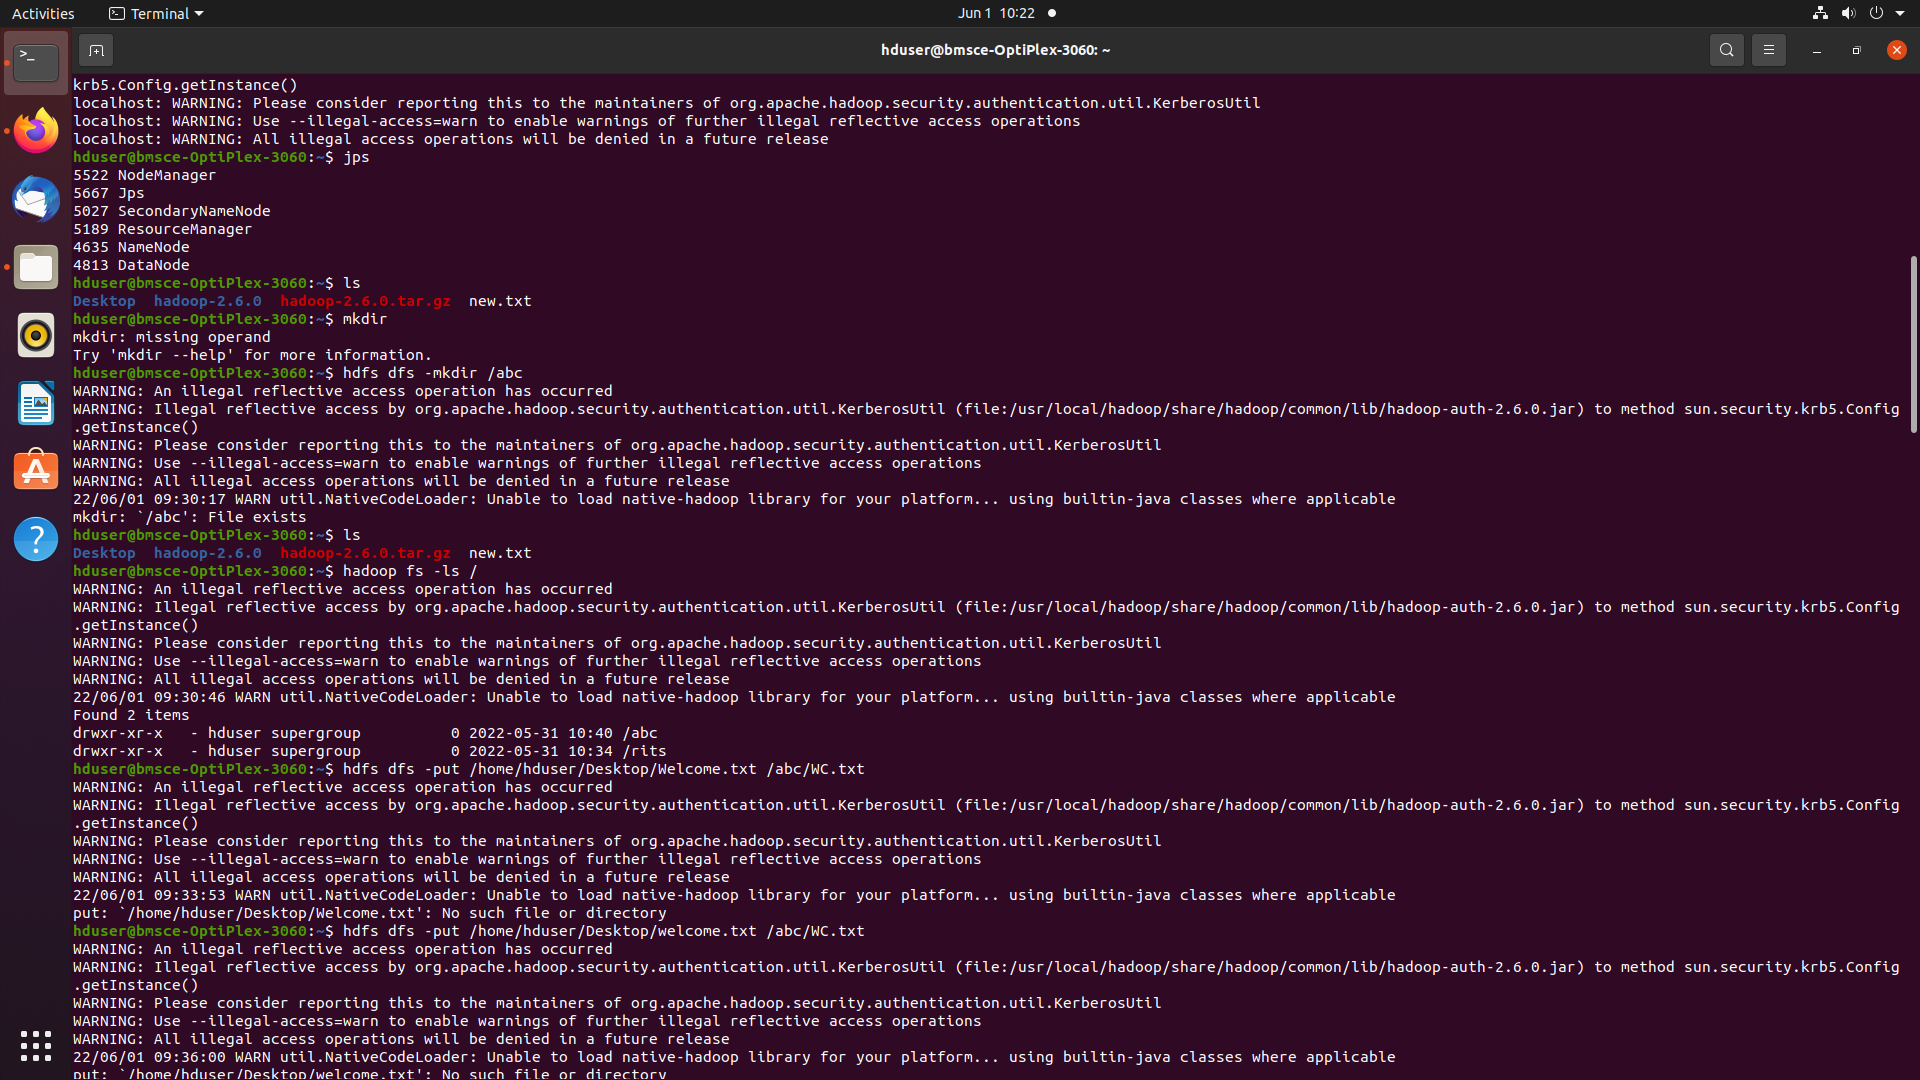 Activities Terminal Jun 1 10:22
hduser@bmsce-OptiPlex-3060: ~
krb5.Config.getInstance()
localhost: WARNING: Please consider reporting this to the maintainers of org.apache.hadoop.security.authentication.util.KerberosUtil
localhost: WARNING: Use --illegal-access=warn to enable warnings of further illegal reflective access operations
localhost: WARNING: All illegal access operations will be denied in a future release
hduser@bmsce-OptiPlex-3060:~$ jps
5522 NodeManager
5667 Jps
5027 SecondaryNameNode
5189 ResourceManager
4635 NameNode
4813 DataNode
hduser@bmsce-OptiPlex-3060:~$ ls
Desktop  hadoop-2.6.0  hadoop-2.6.0.tar.gz  new.txt
hduser@bmsce-OptiPlex-3060:~$ mkdir
mkdir: missing operand
Try 'mkdir --help' for more information.
hduser@bmsce-OptiPlex-3060:~$ hdfs dfs -mkdir /abc
WARNING: An illegal reflective access operation has occurred
WARNING: Illegal reflective access by org.apache.hadoop.security.authentication.util.KerberosUtil (file:/usr/local/hadoop/share/hadoop/common/lib/hadoop-auth-2.6.0.jar) to method sun.security.krb5.Config
.getInstance()
WARNING: Please consider reporting this to the maintainers of org.apache.hadoop.security.authentication.util.KerberosUtil
WARNING: Use --illegal-access=warn to enable warnings of further illegal reflective access operations
WARNING: All illegal access operations will be denied in a future release
22/06/01 09:30:17 WARN util.NativeCodeLoader: Unable to load native-hadoop library for your platform... using builtin-java classes where applicable
mkdir: `/abc': File exists
hduser@bmsce-OptiPlex-3060:~$ ls
Desktop  hadoop-2.6.0  hadoop-2.6.0.tar.gz  new.txt
hduser@bmsce-OptiPlex-3060:~$ hadoop fs -ls /
WARNING: An illegal reflective access operation has occurred
WARNING: Illegal reflective access by org.apache.hadoop.security.authentication.util.KerberosUtil (file:/usr/local/hadoop/share/hadoop/common/lib/hadoop-auth-2.6.0.jar) to method sun.security.krb5.Config
.getInstance()
WARNING: Please consider reporting this to the maintainers of org.apache.hadoop.security.authentication.util.KerberosUtil
WARNING: Use --illegal-access=warn to enable warnings of further illegal reflective access operations
WARNING: All illegal access operations will be denied in a future release
22/06/01 09:30:46 WARN util.NativeCodeLoader: Unable to load native-hadoop library for your platform... using builtin-java classes where applicable
Found 2 items
drwxr-xr-x   - hduser supergroup          0 2022-05-31 10:40 /abc
drwxr-xr-x   - hduser supergroup          0 2022-05-31 10:34 /rits
hduser@bmsce-OptiPlex-3060:~$ hdfs dfs -put /home/hduser/Desktop/Welcome.txt /abc/WC.txt
WARNING: An illegal reflective access operation has occurred
WARNING: Illegal reflective access by org.apache.hadoop.security.authentication.util.KerberosUtil (file:/usr/local/hadoop/share/hadoop/common/lib/hadoop-auth-2.6.0.jar) to method sun.security.krb5.Config
.getInstance()
WARNING: Please consider reporting this to the maintainers of org.apache.hadoop.security.authentication.util.KerberosUtil
WARNING: Use --illegal-access=warn to enable warnings of further illegal reflective access operations
WARNING: All illegal access operations will be denied in a future release
22/06/01 09:33:53 WARN util.NativeCodeLoader: Unable to load native-hadoop library for your platform... using builtin-java classes where applicable
put: `/home/hduser/Desktop/Welcome.txt': No such file or directory
hduser@bmsce-OptiPlex-3060:~$ hdfs dfs -put /home/hduser/Desktop/welcome.txt /abc/WC.txt
WARNING: An illegal reflective access operation has occurred
WARNING: Illegal reflective access by org.apache.hadoop.security.authentication.util.KerberosUtil (file:/usr/local/hadoop/share/hadoop/common/lib/hadoop-auth-2.6.0.jar) to method sun.security.krb5.Config
.getInstance()
WARNING: Please consider reporting this to the maintainers of org.apache.hadoop.security.authentication.util.KerberosUtil
WARNING: Use --illegal-access=warn to enable warnings of further illegal reflective access operations
WARNING: All illegal access operations will be denied in a future release
22/06/01 09:36:00 WARN util.NativeCodeLoader: Unable to load native-hadoop library for your platform... using builtin-java classes where applicable
put: `/home/hduser/Desktop/welcome.txt': No such file or directory